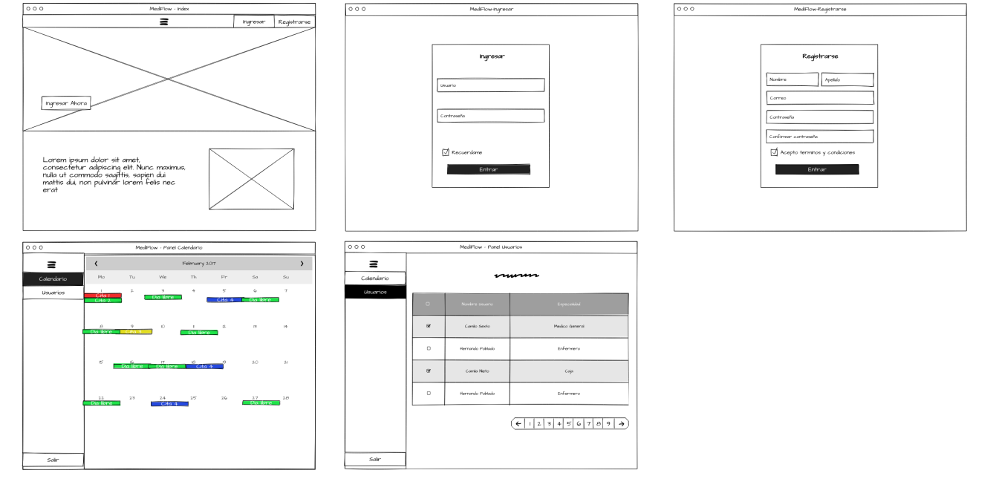 MediFlow - Index
Ingresar
Registrarse
Ingresar Ahora
Lorem ipsum dolor sit amet,
consectetur adipiscing elit. Nunc maximus,
nulla ut commodo sagittis, sapien dui
mattis dui, non pulvinar lorem felis nec
erat
MediFlow-Ingresar
Ingresar
Usuario
Contraseña
Recuerdame
Entrar
MediFlow-Registrarse
Registrarse
Nombre Apellido
Correo
Contraseña
Confirmar contraseña
Acepto terminos y condiciones
Entrar
MediFlow - Panel Calendario
Calendario
Usuarios
Salir
February 2017
Mo Tu We Th Fr Sa Su
1 2 3 4 5 6 7
Cita 1 Dia libre Cita 4 Dia libre
Cita 2
8 9 10 11 12 13 14
Dia libre Cita 3 Dia libre
15 16 17 18 19 20 21
Dia libre Dia libre Cita 4
22 23 24 25 26 27 28
Dia libre Cita 4 Dia libre
MediFlow - Panel Usuarios
Calendario
Usuarios
Salir
Nombre Usuario Especialidad
Camilo Sexto Medico General
Hernando Poblado Enfermero
Camilo Nieto Caja
Hernando Poblado Enfermero
← 1 2 3 4 5 6 7 8 9 →